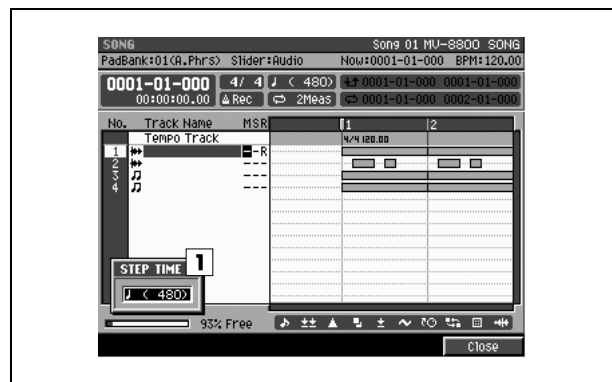 SONG Song 01 MV-8800 SONG
PadBank:01(A.Phrs) Slider:Audio Now:0001-01-000 BPM:120.00
0001-01-000 4/ 4 ♩ ( 480) 0001-01-000 0001-01-000
00:00:00.00 Rec 2Meas 0001-01-000 0002-01-000
No. Track Name MSR 1 2
Tempo Track 4/4 120.00
1 --R
2 ---
3 ---
4 ---
STEP TIME 1
♩ ( 480)
93% Free
Close